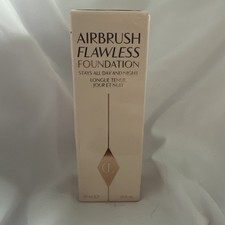 AIRBRUSH
FLAWLESS
FOUNDATION
STAYS ALL DAY AND NIGHT
LONGUE TENUE
JOUR ET NUIT